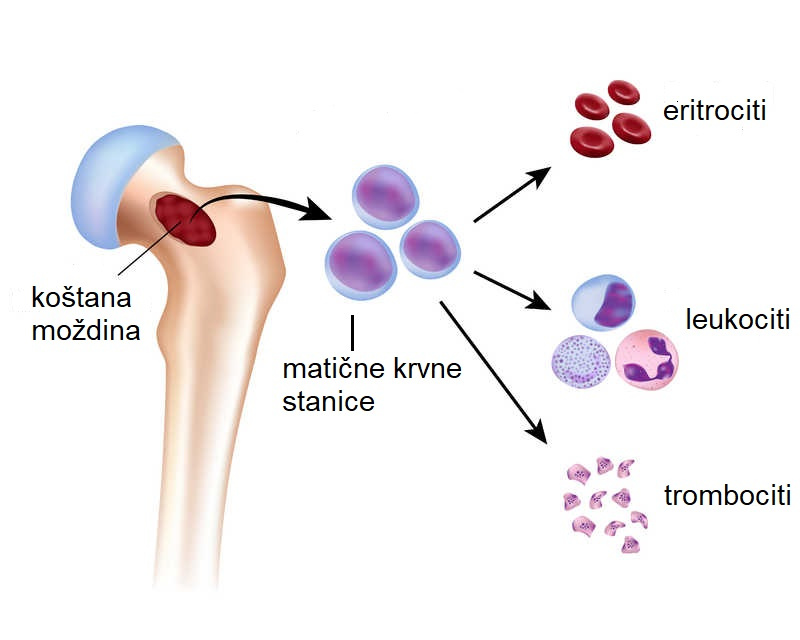 eritrociti
koštana
moždina
matične krvne
stanice
leukociti
trombociti